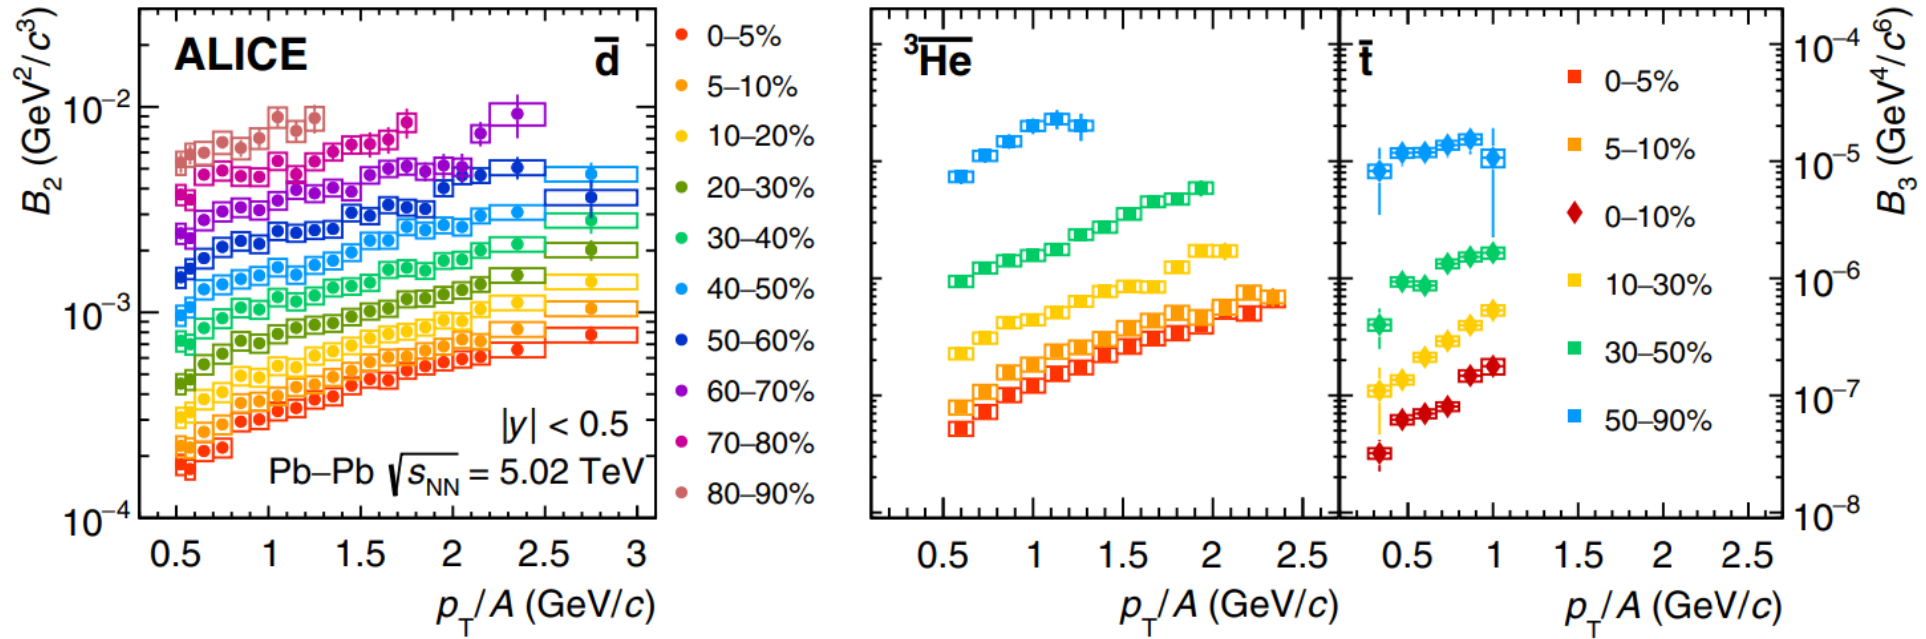 ALICE
d̅
B₂ (GeV²/c³)
10⁻²
10⁻³
10⁻⁴
|y| < 0.5
Pb–Pb √sNN = 5.02 TeV
0.5 1 1.5 2 2.5 3
pT/A (GeV/c)
0–5%
5–10%
10–20%
20–30%
30–40%
40–50%
50–60%
60–70%
70–80%
80–90%
³H̅e̅
0.5 1 1.5 2 2.5
pT/A (GeV/c)
t̅
0–5%
5–10%
0–10%
10–30%
30–50%
50–90%
0.5 1 1.5 2 2.5
pT/A (GeV/c)
10⁻⁴
10⁻⁵
10⁻⁶
10⁻⁷
10⁻⁸
B₃ (GeV⁴/c⁶)